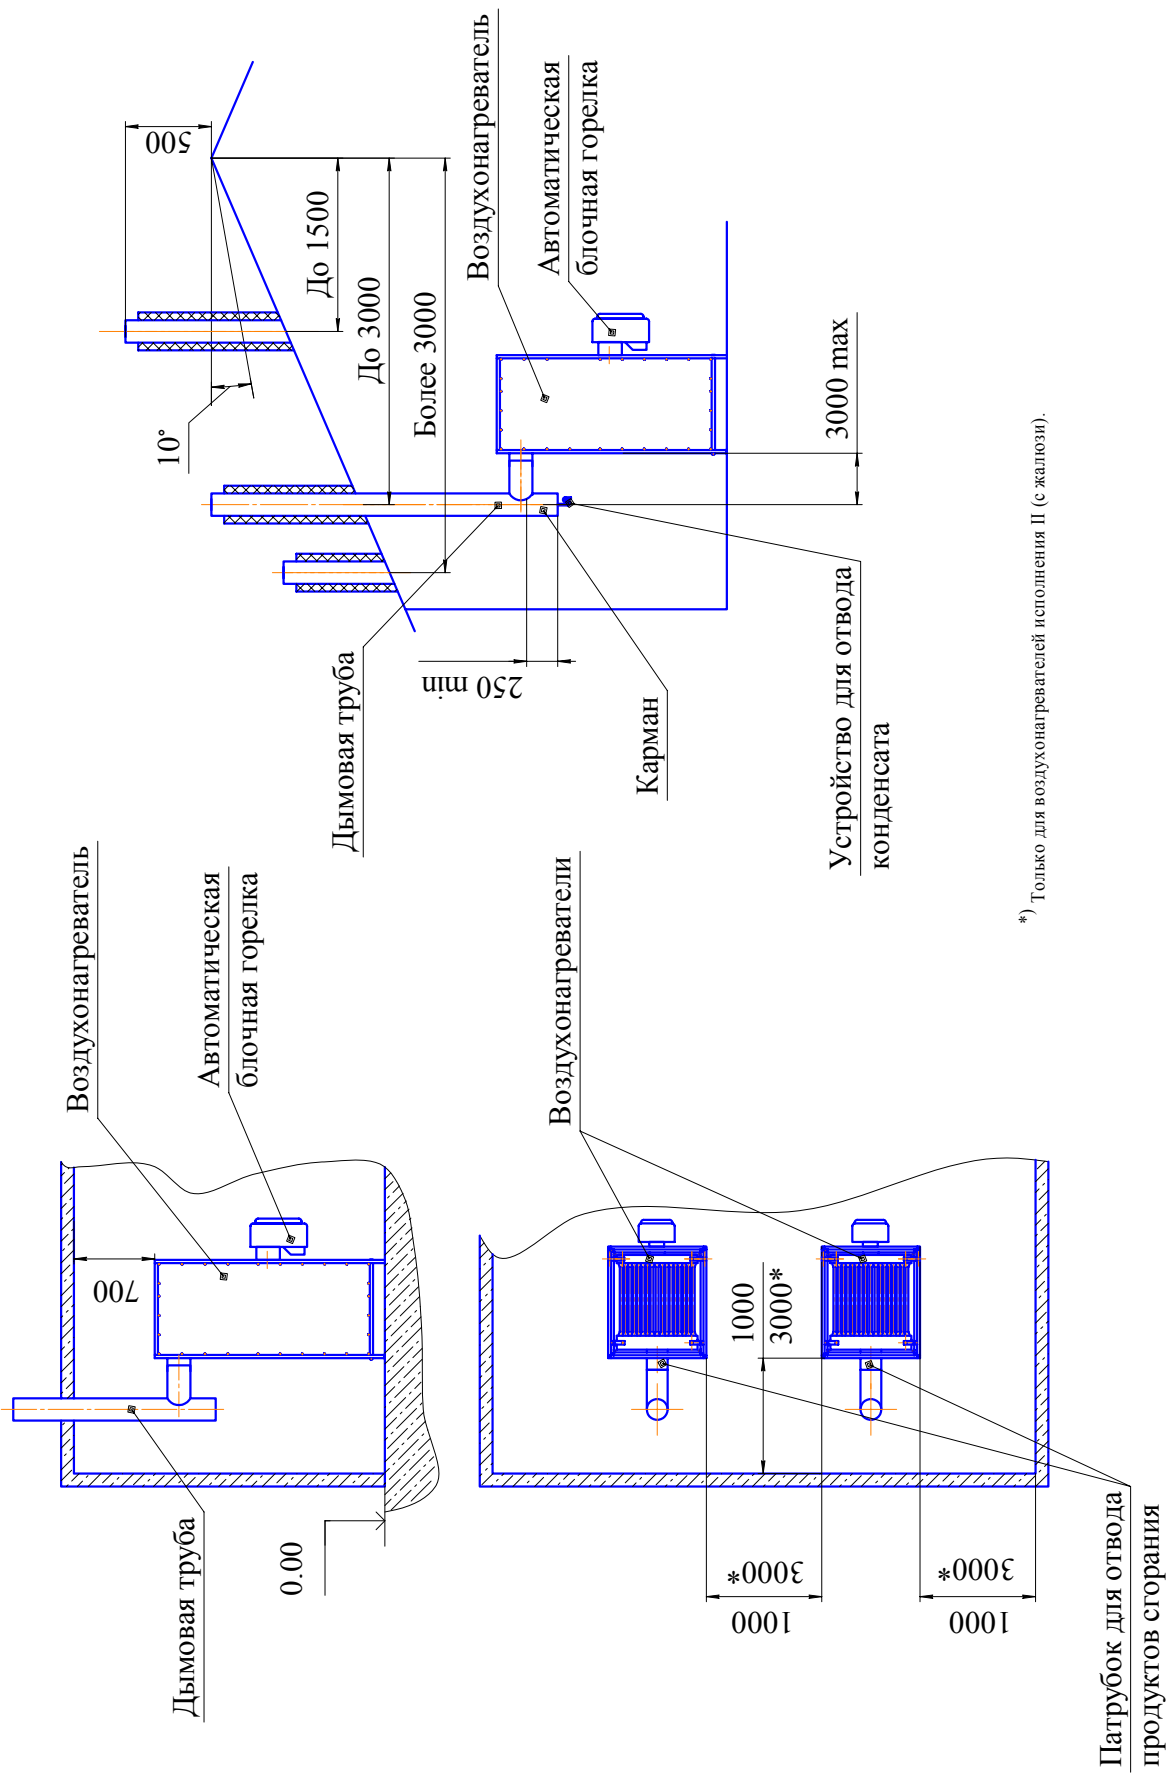 Воздухонагреватель
Автоматическая
блочная горелка
Дымовая труба
700
0.00
Воздухонагреватели
1000
3000*
1000
3000*
1000
3000*
Патрубок для отвода
продуктов сгорания
500
10°
До 1500
До 3000
Более 3000
Воздухонагреватель
Автоматическая
блочная горелка
3000 max
Дымовая труба
250 min
Карман
Устройство для отвода
конденсата
*) Только для воздухонагревателей исполнения II (с жалюзи).